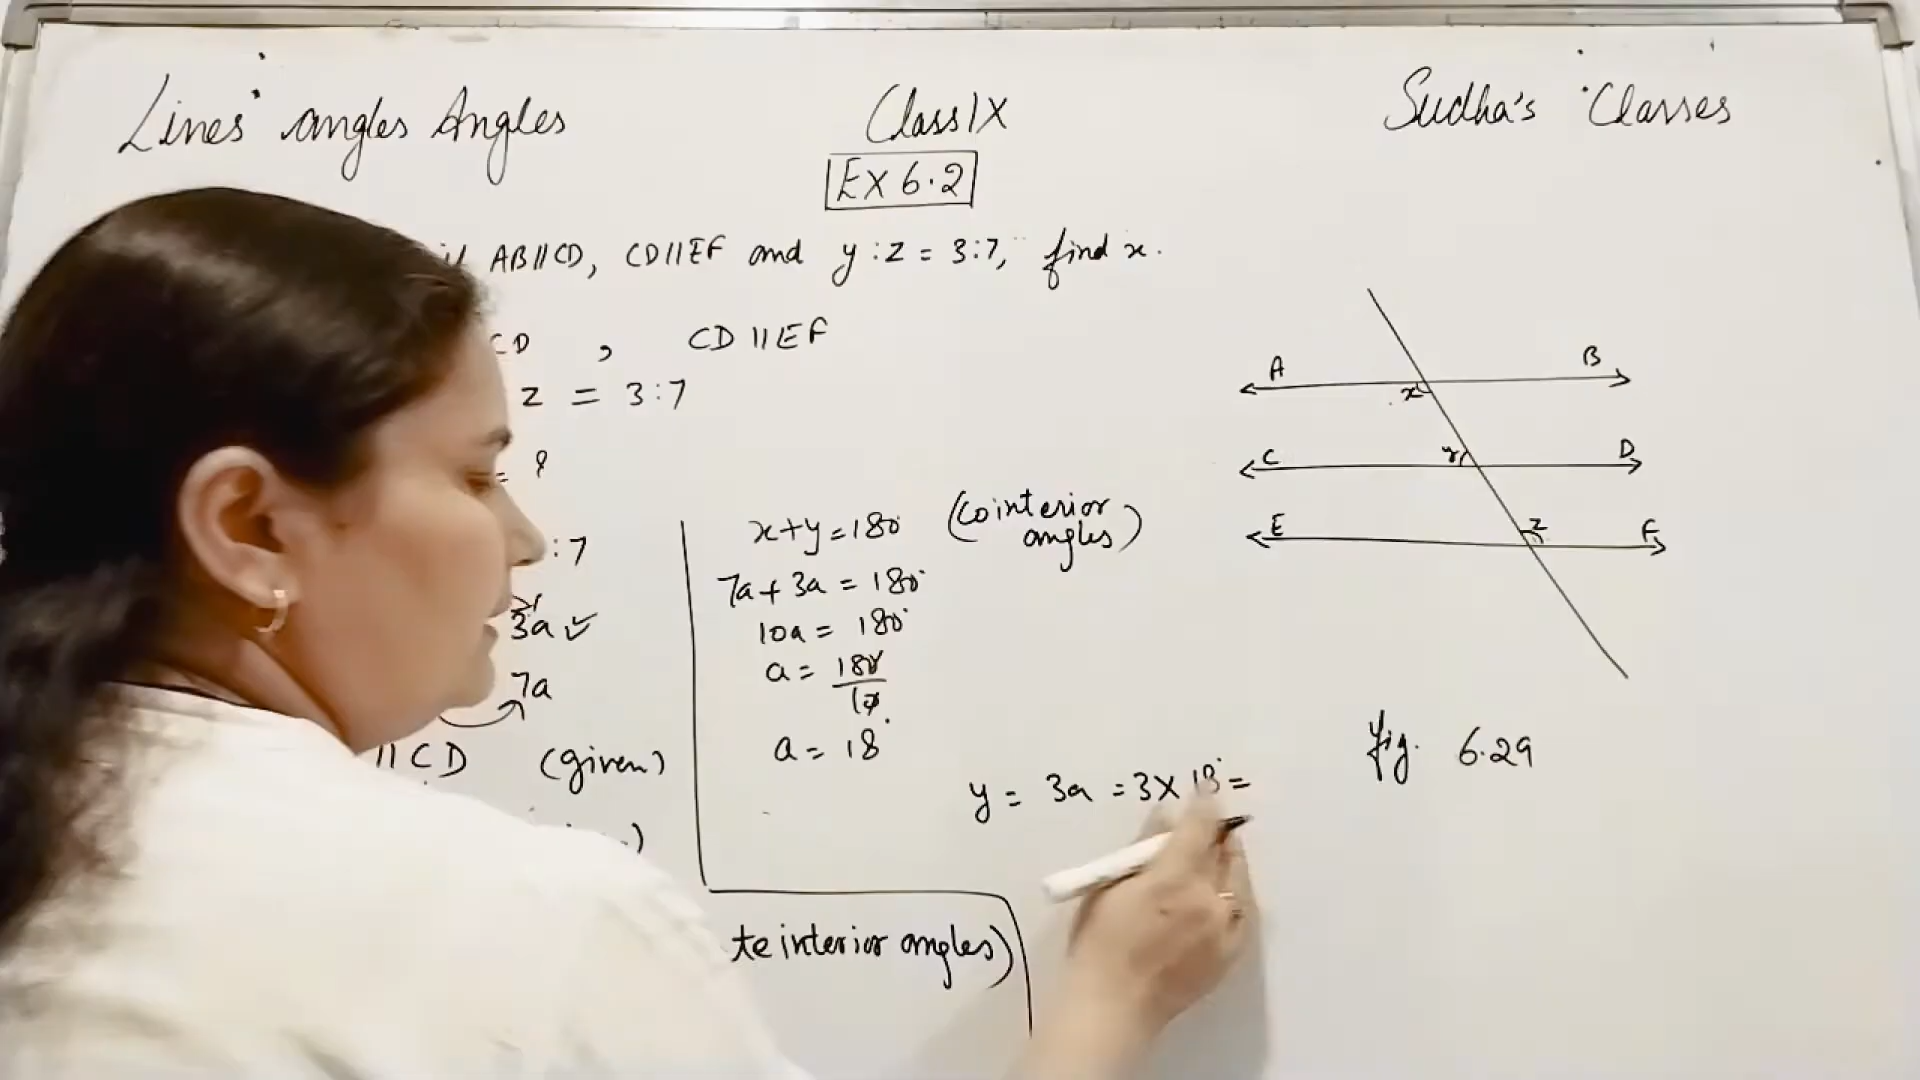 Lines angles Angles
Class IX
Sudha's Classes
Ex 6.2
AB∥CD, CD∥EF and y : z = 3:7, find x.
CD , CD ∥ EF
z = 3:7
= ?
: 7
3a ✓
7a
∥ CD (given)
x+y=180° (cointerior
angles)
7a + 3a = 180°
10a = 180°
a = 180/10
a = 18°
y = 3a = 3 × 18° =
te interior angles)
A B
x
y
C D
z
E F
fig. 6.29